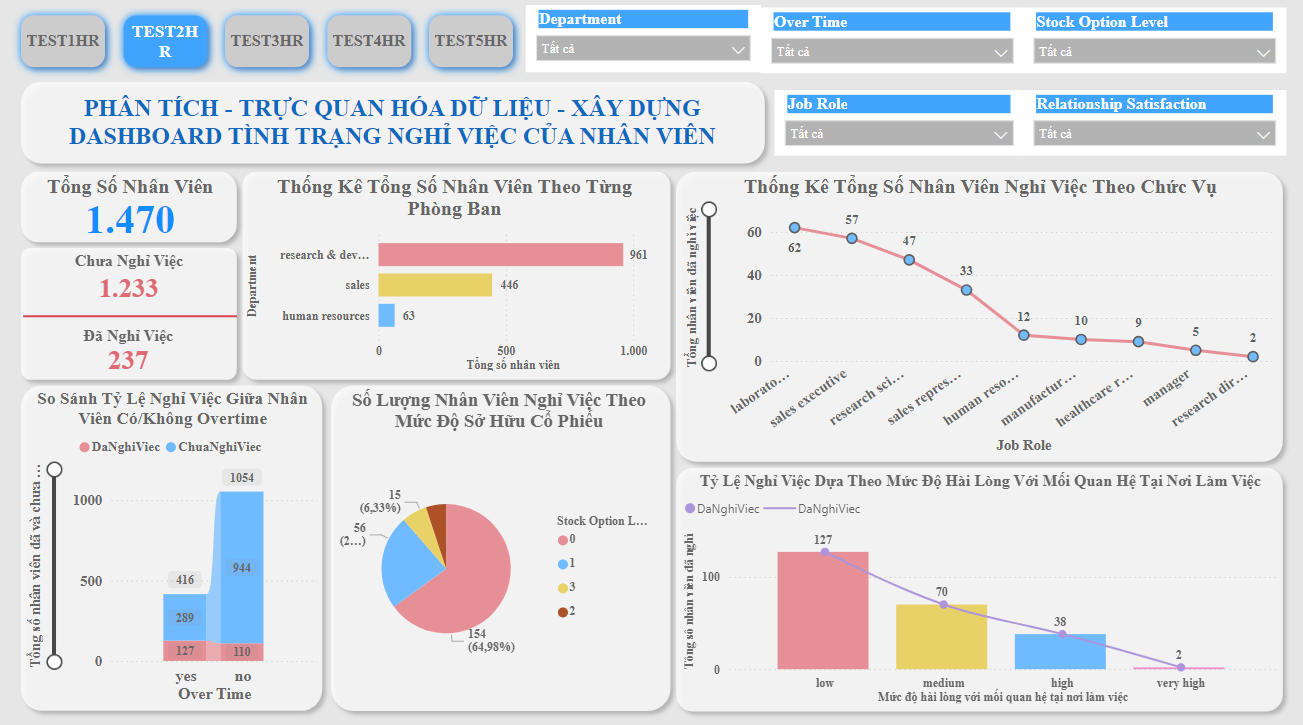 TEST1HR
TEST2H
R
TEST3HR
TEST4HR
TEST5HR
Department
Tất cả
Over Time
Tất cả
Stock Option Level
Tất cả
Job Role
Tất cả
Relationship Satisfaction
Tất cả
PHÂN TÍCH - TRỰC QUAN HÓA DỮ LIỆU - XÂY DỰNG
DASHBOARD TÌNH TRẠNG NGHỈ VIỆC CỦA NHÂN VIÊN
Tổng Số Nhân Viên
1.470
Chưa Nghỉ Việc
1.233
Đã Nghỉ Việc
237
Thống Kê Tổng Số Nhân Viên Theo Từng
Phòng Ban
Department
research & dev...
961
sales
446
human resources
63
0
500
1.000
Tổng số nhân viên
Thống Kê Tổng Số Nhân Viên Nghỉ Việc Theo Chức Vụ
Tổng nhân viên đã nghỉ việc
60
40
20
0
62
57
47
33
12
10
9
5
2
laborato...
sales executive
research sci...
sales repres...
human reso...
manufactur...
healthcare r...
manager
research dir...
Job Role
So Sánh Tỷ Lệ Nghỉ Việc Giữa Nhân
Viên Có/Không Overtime
DaNghiViec
ChuaNghiViec
Tổng số nhân viên đã và chưa ...
1000
500
0
416
289
127
1054
944
110
yes
no
Over Time
Số Lượng Nhân Viên Nghỉ Việc Theo
Mức Độ Sở Hữu Cổ Phiếu
15
(6,33%)
56
(2...)
154
(64,98%)
Stock Option L...
0
1
3
2
Tỷ Lệ Nghỉ Việc Dựa Theo Mức Độ Hài Lòng Với Mối Quan Hệ Tại Nơi Làm Việc
DaNghiViec
DaNghiViec
Tổng số nhân viên đã nghỉ
100
0
127
70
38
2
low
medium
high
very high
Mức độ hài lòng với mối quan hệ tại nơi làm việc